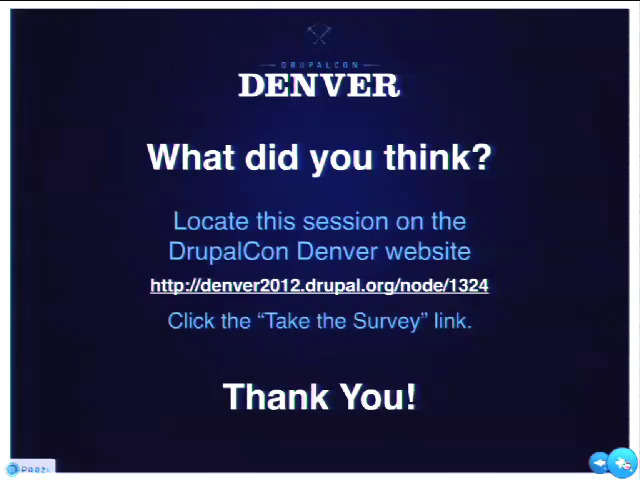 DRUPALCON
DENVER
What did you think?
Locate this session on the
DrupalCon Denver website
http://denver2012.drupal.org/node/1324
Click the “Take the Survey” link.
Thank You!
Prezi